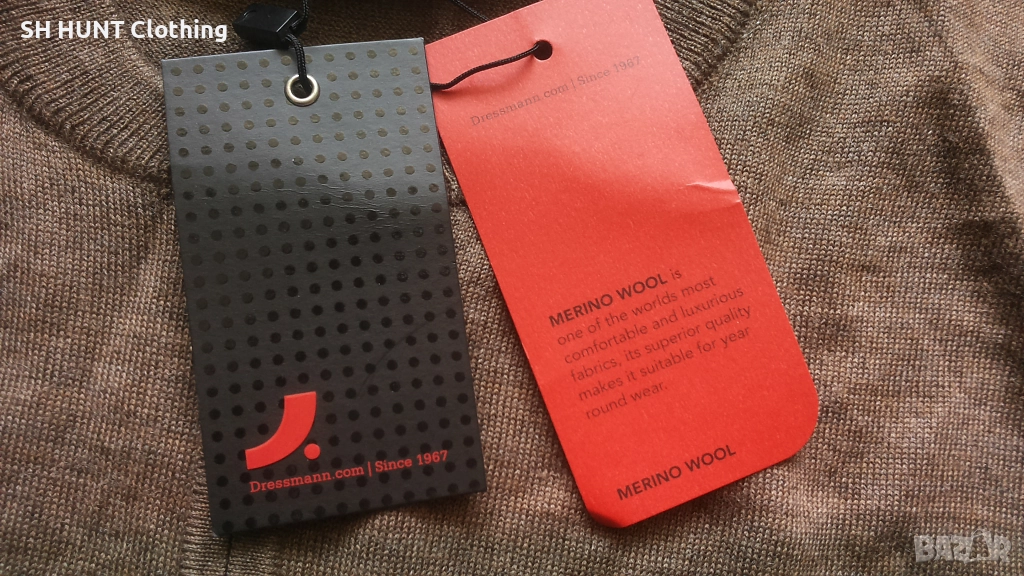 SH HUNT Clothing
Dressmann.com | Since 1967
Dressmann.com | Since 1967
MERINO WOOL is
one of the worlds most
comfortable and luxurious
fabrics, its superior quality
makes it suitable for year
round wear.
MERINO WOOL
BAZAR